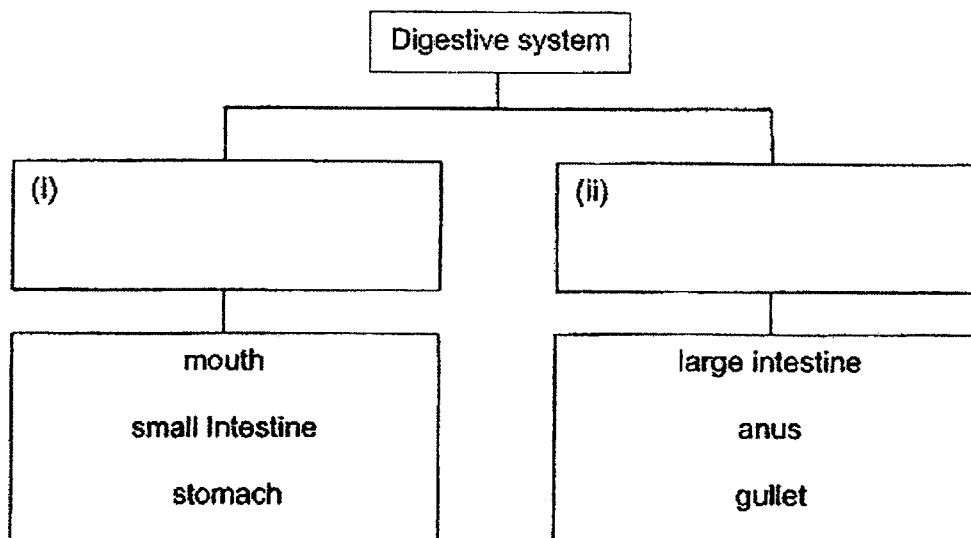 Digestive system
(i)
(ii)
mouth
small Intestine
stomach
large intestine
anus
gullet